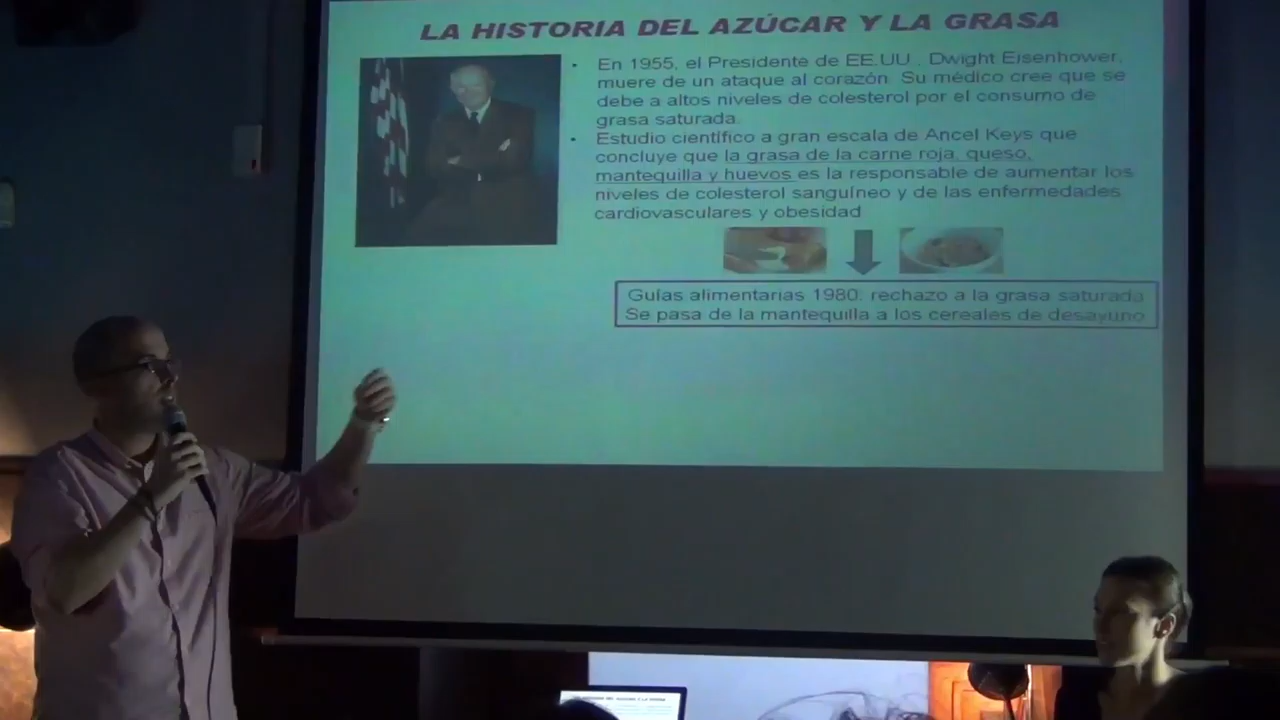 LA HISTORIA DEL AZÚCAR Y LA GRASA
• En 1955, el Presidente de EE.UU., Dwight Eisenhower,
muere de un ataque al corazón. Su médico cree que se
debe a altos niveles de colesterol por el consumo de
grasa saturada.
• Estudio científico a gran escala de Ancel Keys que
concluye que la grasa de la carne roja, queso,
mantequilla y huevos es la responsable de aumentar los
niveles de colesterol sanguíneo y de las enfermedades
cardiovasculares y obesidad
Guías alimentarias 1980: rechazo a la grasa saturada
Se pasa de la mantequilla a los cereales de desayuno